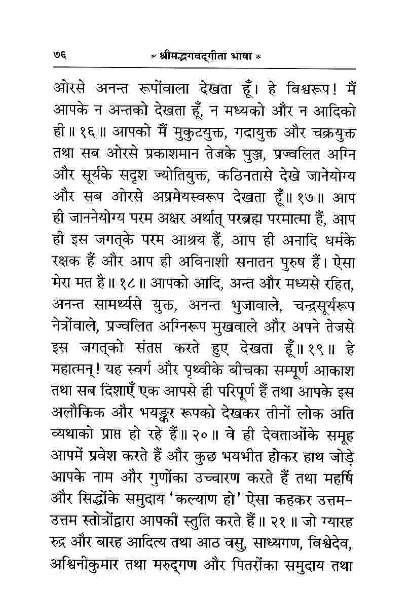 ७६
* श्रीमद्भगवद्गीता भाषा *
ओरसे अनन्त रूपोंवाला देखता हूँ। हे विश्वरूप! मैं
आपके न अन्तको देखता हूँ, न मध्यको और न आदिको
ही॥ १६॥ आपको मैं मुकुटयुक्त, गदायुक्त और चक्रयुक्त
तथा सब ओरसे प्रकाशमान तेजके पुञ्ज, प्रज्वलित अग्नि
और सूर्यके सदृश ज्योतियुक्त, कठिनतासे देखे जानेयोग्य
और सब ओरसे अप्रमेयस्वरूप देखता हूँ॥ १७॥ आप
ही जाननेयोग्य परम अक्षर अर्थात् परब्रह्म परमात्मा हैं, आप
ही इस जगत्के परम आश्रय हैं, आप ही अनादि धर्मके
रक्षक हैं और आप ही अविनाशी सनातन पुरुष हैं। ऐसा
मेरा मत है॥ १८॥ आपको आदि, अन्त और मध्यसे रहित,
अनन्त सामर्थ्यसे युक्त, अनन्त भुजावाले, चन्द्रसूर्यरूप
नेत्रोंवाले, प्रज्वलित अग्निरूप मुखवाले और अपने तेजसे
इस जगत्को संतप्त करते हुए देखता हूँ॥ १९॥ हे
महात्मन्! यह स्वर्ग और पृथ्वीके बीचका सम्पूर्ण आकाश
तथा सब दिशाएँ एक आपसे ही परिपूर्ण हैं तथा आपके इस
अलौकिक और भयङ्कर रूपको देखकर तीनों लोक अति
व्यथाको प्राप्त हो रहे हैं॥ २०॥ वे ही देवताओंके समूह
आपमें प्रवेश करते हैं और कुछ भयभीत होकर हाथ जोड़े
आपके नाम और गुणोंका उच्चारण करते हैं तथा महर्षि
और सिद्धोंके समुदाय ‘कल्याण हो’ ऐसा कहकर उत्तम-
उत्तम स्तोत्रोंद्वारा आपकी स्तुति करते हैं॥ २१॥ जो ग्यारह
रुद्र और बारह आदित्य तथा आठ वसु, साध्यगण, विश्वेदेव,
अश्विनीकुमार तथा मरुद्गण और पितरोंका समुदाय तथा